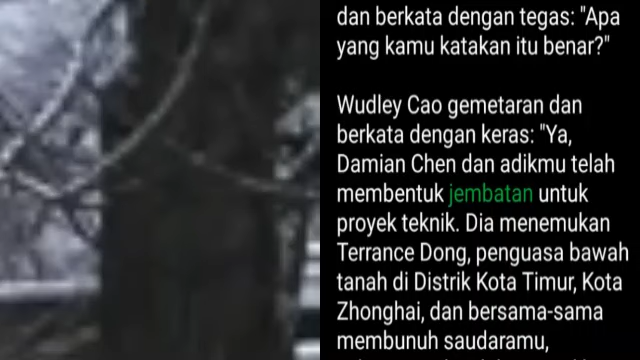 dan berkata dengan tegas: "Apa
yang kamu katakan itu benar?"
Wudley Cao gemetaran dan
berkata dengan keras: "Ya,
Damian Chen dan adikmu telah
membentuk jembatan untuk
proyek teknik. Dia menemukan
Terrance Dong, penguasa bawah
tanah di Distrik Kota Timur, Kota
Zhonghai, dan bersama-sama
membunuh saudaramu,